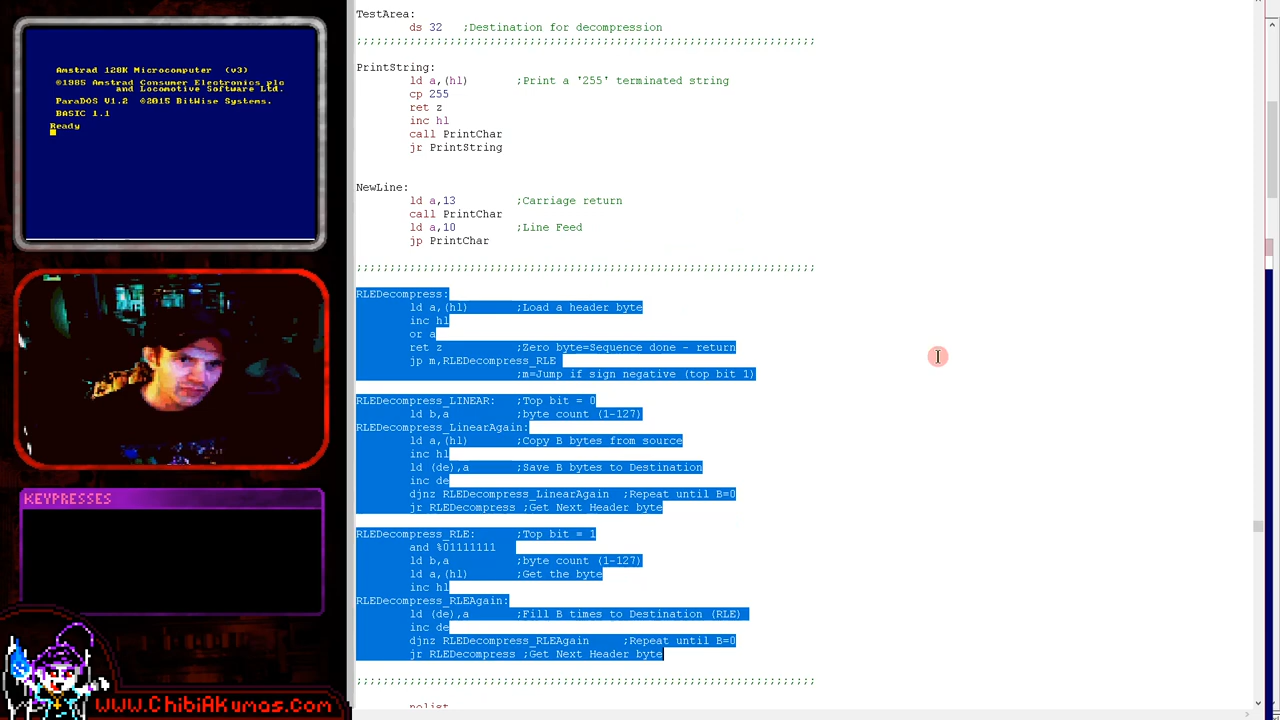 Amstrad 128K Microcomputer (v3)
©1985 Amstrad Consumer Electronics plc
and Locomotive Software Ltd.
ParaDOS V1.2 ©2015 BitWise Systems.
BASIC 1.1
Ready
KEYPRESSES
www.ChibiAkumas.com
TestArea:
ds 32 ;Destination for decompression
;;;;;;;;;;;;;;;;;;;;;;;;;;;;;;;;;;;;;;;;;;;;;;;;;;;;;;;;;;;;;;;;;;;;;
PrintString:
ld a,(hl) ;Print a '255' terminated string
cp 255
ret z
inc hl
call PrintChar
jr PrintString
NewLine:
ld a,13 ;Carriage return
call PrintChar
ld a,10 ;Line Feed
jp PrintChar
;;;;;;;;;;;;;;;;;;;;;;;;;;;;;;;;;;;;;;;;;;;;;;;;;;;;;;;;;;;;;;;;;;;;;
RLEDecompress:
ld a,(hl) ;Load a header byte
inc hl
or a
ret z ;Zero byte=Sequence done - return
jp m,RLEDecompress_RLE
;m=Jump if sign negative (top bit 1)
RLEDecompress_LINEAR: ;Top bit = 0
ld b,a ;byte count (1-127)
RLEDecompress_LinearAgain:
ld a,(hl) ;Copy B bytes from source
inc hl
ld (de),a ;Save B bytes to Destination
inc de
djnz RLEDecompress_LinearAgain ;Repeat until B=0
jr RLEDecompress ;Get Next Header byte
RLEDecompress_RLE: ;Top bit = 1
and %01111111
ld b,a ;byte count (1-127)
ld a,(hl) ;Get the byte
inc hl
RLEDecompress_RLEAgain:
ld (de),a ;Fill B times to Destination (RLE)
inc de
djnz RLEDecompress_RLEAgain ;Repeat until B=0
jr RLEDecompress ;Get Next Header byte
;;;;;;;;;;;;;;;;;;;;;;;;;;;;;;;;;;;;;;;;;;;;;;;;;;;;;;;;;;;;;;;;;;;;;
nolist